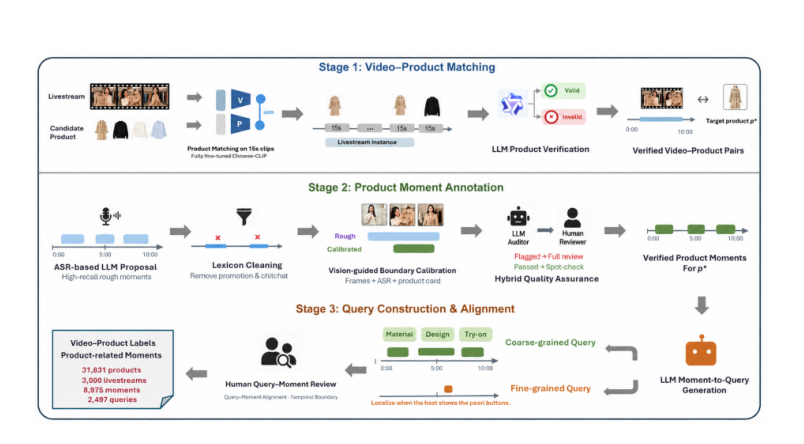 Stage 1: Video–Product Matching
Livestream
Candidate
Product
V
P
sim
Product Matching on 15s clips
Fully fine-tuned Chinese-CLIP
15s
...
15s
15s
Livestream instance
Valid
Invalid
LLM Product Verification
0:00
10:00
Target product p*
Verified Video–Product Pairs
Stage 2: Product Moment Annotation
0:00
5:00
10:00
ASR-based LLM Proposal
High-recall rough moments
Lexicon Cleaning
Remove promotion & chitchat
Rough
Calibrated
Vision-guided Boundary Calibration
Frames + ASR + product card
LLM
Auditor
Human
Reviewer
Flagged → Full review
Passed → Spot-check
Hybrid Quality Assurance
0:00
5:00
10:00
Verified Product Moments
For p*
Stage 3: Query Construction & Alignment
Video–Product Labels
Product-related Moments
31,831 products
3,000 livestreams
8,975 moments
2,497 queries
Human Query–Moment Review
Query–Moment Alignment · Temporal Boundary
Material
Design
Try-on
0:00
5:00
10:00
Coarse-grained Query
Fine-grained Query
Localize when the host shows the pearl buttons.
LLM Moment-to-Query
Generation